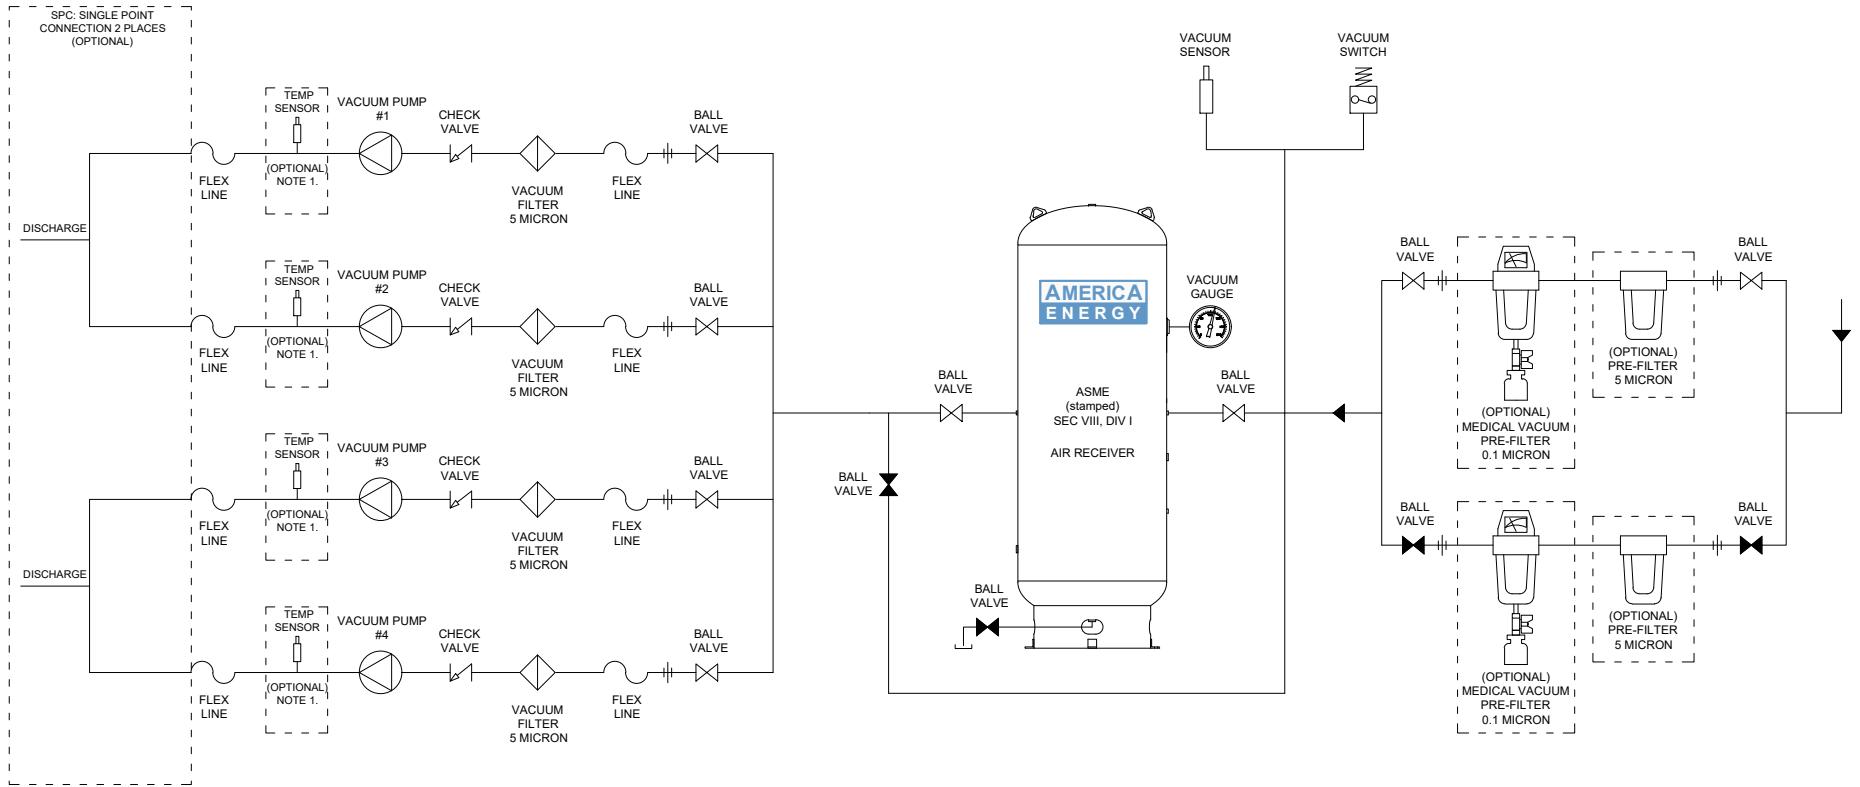 SPC: SINGLE POINT
CONNECTION 2 PLACES
(OPTIONAL)
TEMP
SENSOR
(OPTIONAL)
NOTE 1.
VACUUM PUMP
#1
CHECK
VALVE
VACUUM
FILTER
5 MICRON
FLEX
LINE
FLEX
LINE
BALL
VALVE
DISCHARGE
TEMP
SENSOR
(OPTIONAL)
NOTE 1.
VACUUM PUMP
#2
CHECK
VALVE
VACUUM
FILTER
5 MICRON
FLEX
LINE
FLEX
LINE
BALL
VALVE
TEMP
SENSOR
(OPTIONAL)
NOTE 1.
VACUUM PUMP
#3
CHECK
VALVE
VACUUM
FILTER
5 MICRON
FLEX
LINE
FLEX
LINE
BALL
VALVE
DISCHARGE
TEMP
SENSOR
(OPTIONAL)
NOTE 1.
VACUUM PUMP
#4
CHECK
VALVE
VACUUM
FILTER
5 MICRON
FLEX
LINE
FLEX
LINE
BALL
VALVE
BALL
VALVE
BALL
VALVE
BALL
VALVE
AMERICA
ENERGY
ASME
(stamped)
SEC VIII, DIV I
AIR RECEIVER
VACUUM
SENSOR
VACUUM
SWITCH
VACUUM
GAUGE
BALL
VALVE
BALL
VALVE
(OPTIONAL)
MEDICAL VACUUM
PRE-FILTER
0.1 MICRON
(OPTIONAL)
PRE-FILTER
5 MICRON
BALL
VALVE
BALL
VALVE
(OPTIONAL)
MEDICAL VACUUM
PRE-FILTER
0.1 MICRON
(OPTIONAL)
PRE-FILTER
5 MICRON
BALL
VALVE